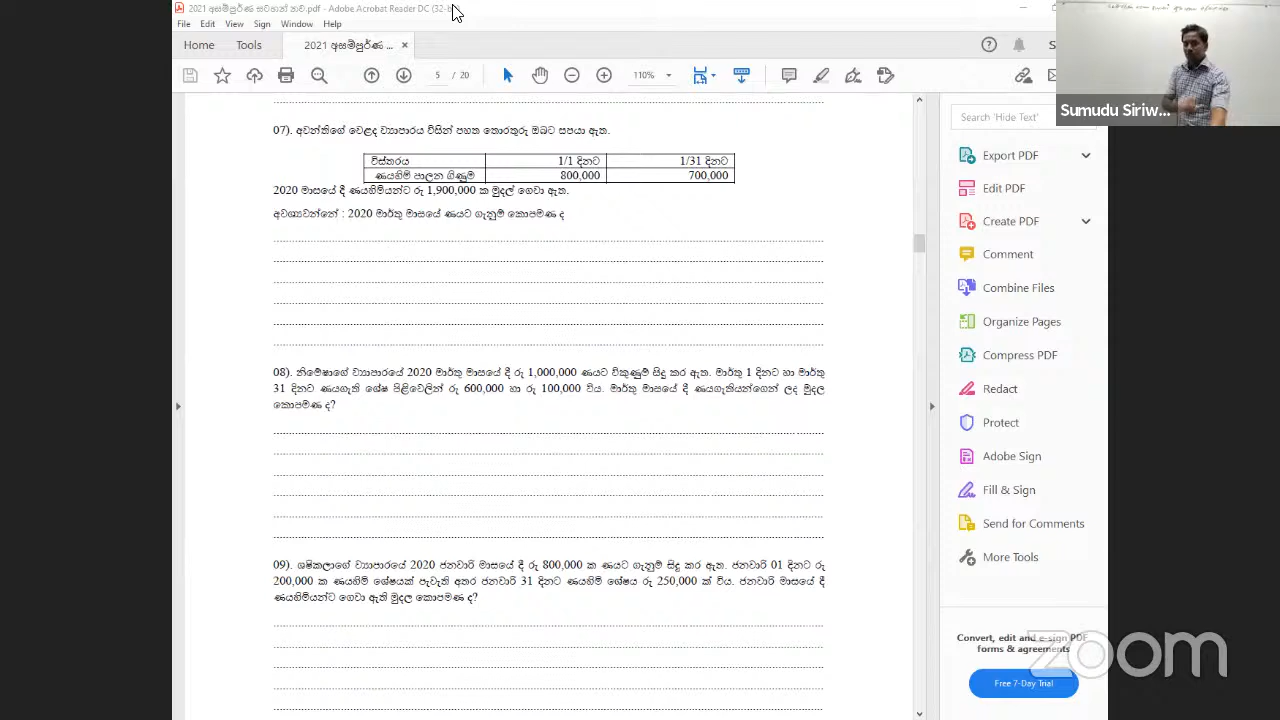 2021 අසම්පූර්ණ සටහන් නව.pdf - Adobe Acrobat Reader DC (32-b
File Edit View Sign Window Help
Home Tools 2021 අසම්පූර්ණ ... ×
5 / 20 110%
07). අවන්තිගේ වෙළද ව්‍යාපාරය විසින් පහත තොරතුරු ඔබට සපයා ඇත.
විස්තරය 1/1 දිනට 1/31 දිනට
ණයහිමි පාලන ගිණුම 800,000 700,000
2020 මාසයේ දී ණයහිමියන්ට රු 1,900,000 ක මුදල් ගෙවා ඇත.
අවශ්‍යවන්නේ : 2020 මාර්තු මාසයේ ණයට ගැනුම් කොපමණ ද
08). නිමේෂාගේ ව්‍යාපාරයේ 2020 මාර්තු මාසයේ දී රු 1,000,000 ණයට විකුණුම් සිදු කර ඇත. මාර්තු 1 දිනට හා මාර්තු
31 දිනට ණයගැති ශේෂ පිළිවෙලින් රු 600,000 හා රු 100,000 විය. මාර්තු මාසයේ දී ණයගැතියන්ගෙන් ලද මුදල
කොපමණ ද?
09). ශෂිකලාගේ ව්‍යාපාරයේ 2020 ජනවාරි මාසයේ දී රු 800,000 ක ණයට ගැනුම් සිදු කර ඇත. ජනවාරි 01 දිනට රු
200,000 ක ණයහිමි ශේෂයක් පැවැති අතර ජනවාරි 31 දිනට ණයහිමි ශේෂය රු 250,000 ක් විය. ජනවාරි මාසයේ දී
ණයහිමියන්ට ගෙවා ඇති මුදල කොපමණ ද?
Sumudu Siriw...
Search 'Hide Text'
Export PDF
Edit PDF
Create PDF
Comment
Combine Files
Organize Pages
Compress PDF
Redact
Protect
Adobe Sign
Fill & Sign
Send for Comments
More Tools
Convert, edit and e-sign PDF
forms & agreements
Free 7-Day Trial
zoom